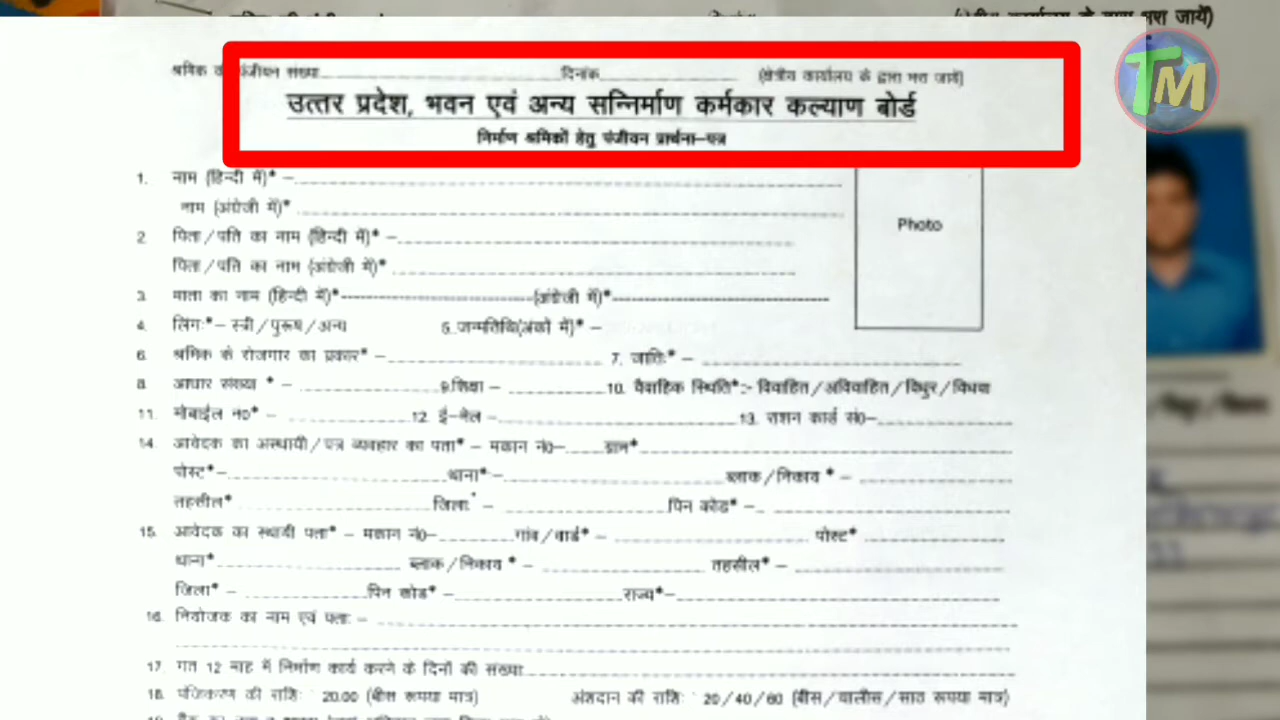 भरा जायें)
TM
श्रमिक का पंजीयन संख्या दिनांक (क्षेत्रीय कार्यालय के द्वारा भरा जाये)
उत्तर प्रदेश, भवन एवं अन्य सन्निर्माण कर्मकार कल्याण बोर्ड
निर्माण श्रमिकों हेतु पंजीयन प्रार्थना-पत्र
1. नाम (हिन्दी में)* –
नाम (अंग्रेजी में)*
Photo
2. पिता/पति का नाम (हिन्दी में)* –
पिता/पति का नाम (अंग्रेजी में)*
3. माता का नाम (हिन्दी में)* (अंग्रेजी में)*
4. लिंगः*– स्त्री/पुरूष/अन्य 5. जन्मतिथि(अंकों में)* –
6. श्रमिक के रोजगार का प्रकार* – 7. जातिः* –
8. आधार संख्या * – 9.शिक्षा – 10. वैवाहिक स्थिति*:- विवाहित/अविवाहित/विधुर/विधवा
11. मोबाईल नं0* – 12. ई-मेल – 13. राशन कार्ड सं0–
14. आवेदक का अस्थायी/पत्र व्यवहार का पता* – मकान नं0– ग्राम*
पोस्ट*– थाना*– ब्लाक/निकाय * –
तहसील* जिला* – पिन कोड* –
15. आवेदक का स्थायी पता* – मकान नं0– गांव/वार्ड* – पोस्ट*
थाना* ब्लाक/निकाय * – तहसील* –
जिला* – पिन कोड* – राज्य*–
16. नियोजक का नाम एवं पताः –
17. गत 12 माह में निर्माण कार्य करने के दिनों की संख्या
18. पंजिकरण की राशिः 20.00 (बीस रूपया मात्र) अंशदान की राशिः 20/40/60 (बीस/चालीस/साठ रूपया मात्र)